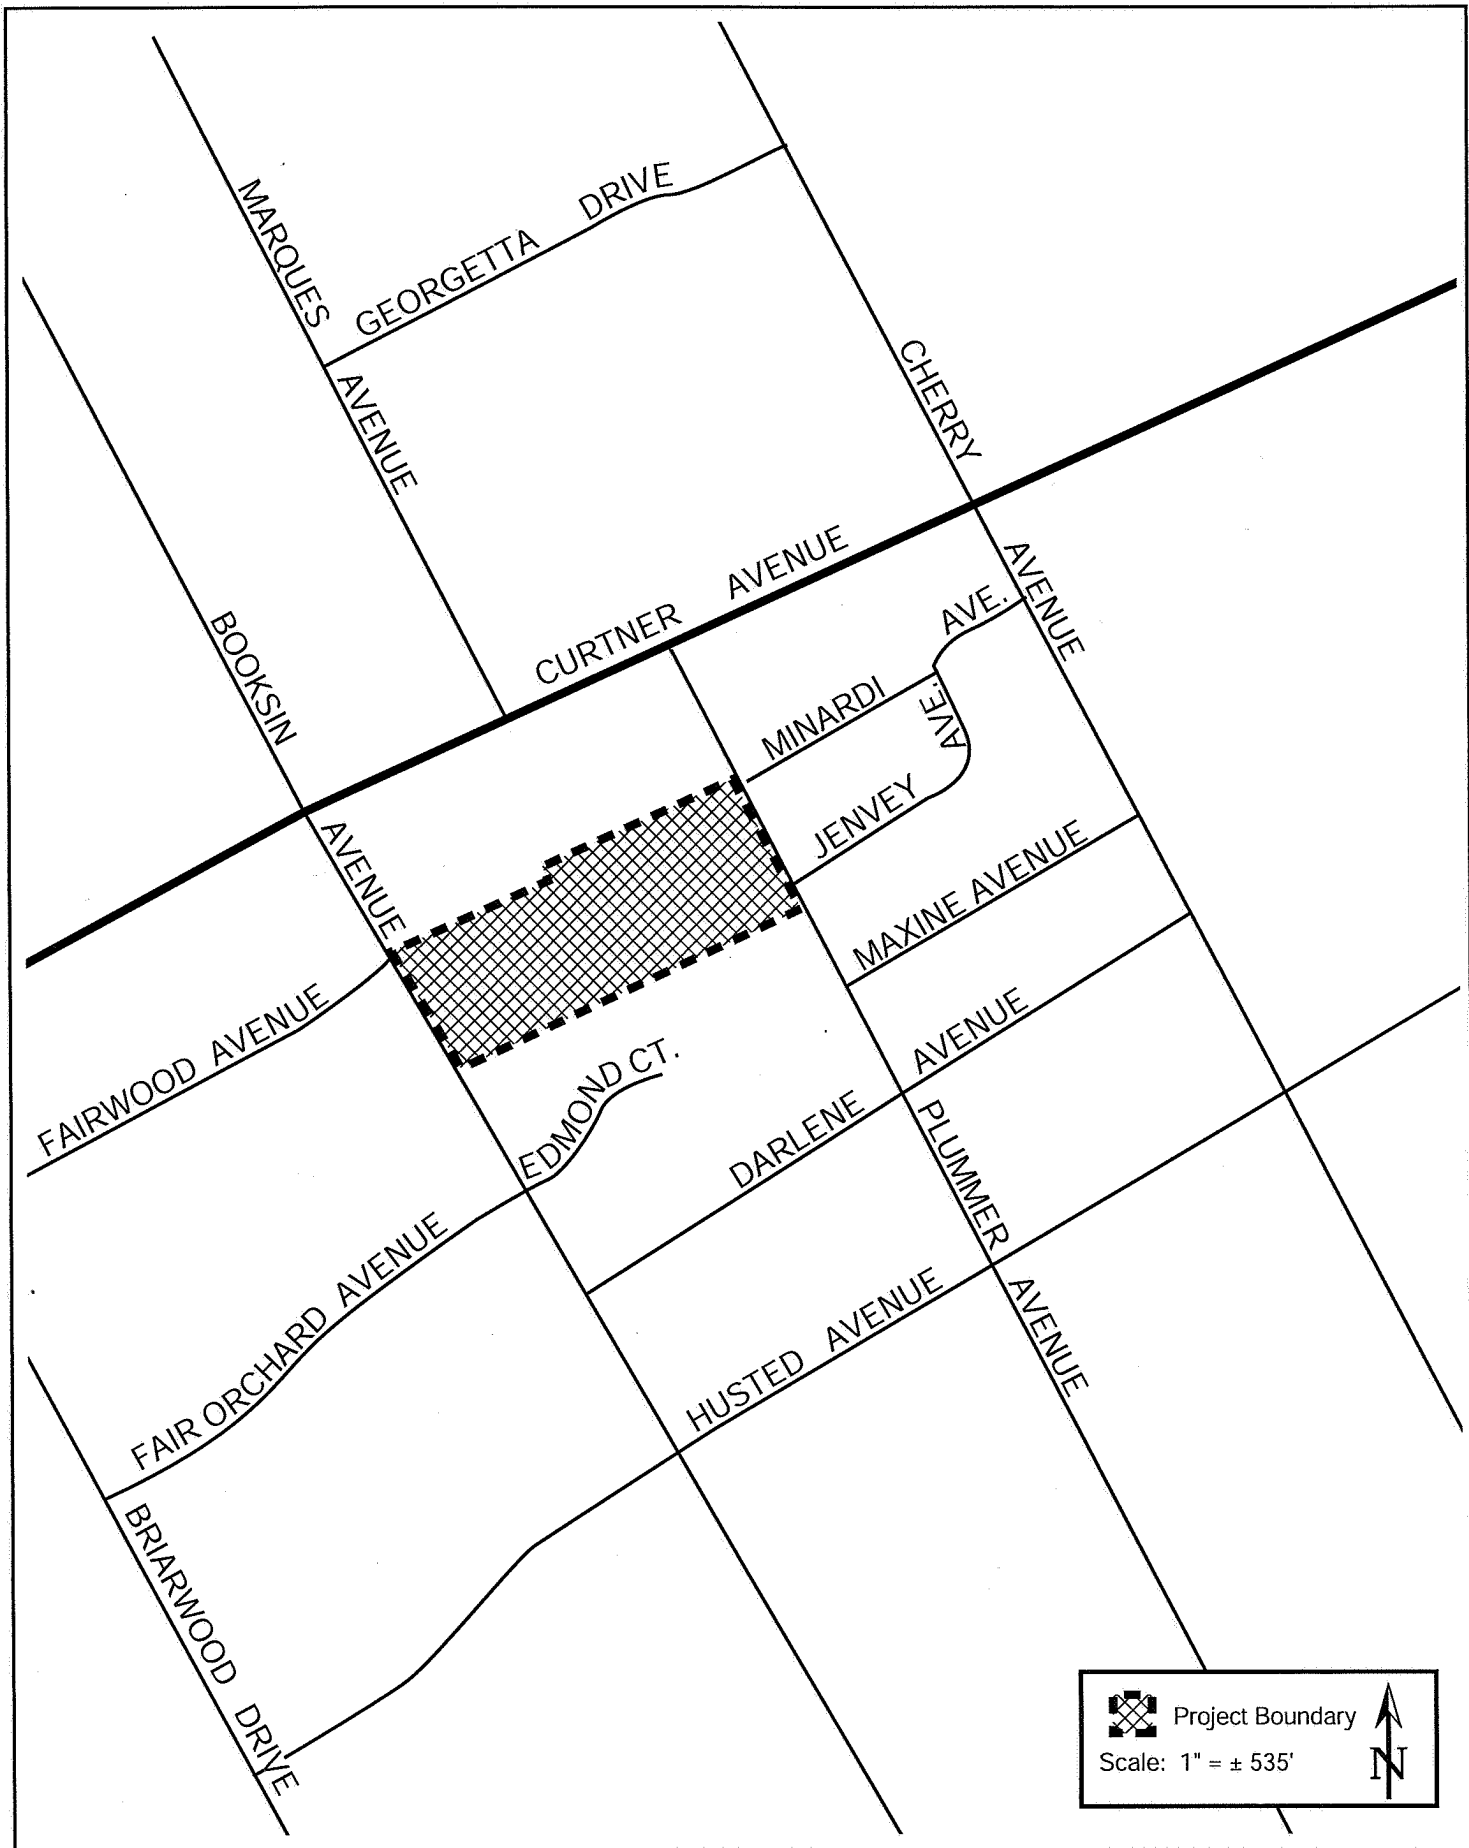 MARQUES AVENUE
GEORGETTA DRIVE
CHERRY AVENUE
BOOKSIN AVENUE
CURTNER AVENUE
MINARDI AVE.
JENVEY AVE.
MAXINE AVENUE
FAIRWOOD AVENUE
EDMOND CT.
DARLENE AVENUE
PLUMMER AVENUE
FAIR ORCHARD AVENUE
HUSTED AVENUE
BRIARWOOD DRIVE
Project Boundary
Scale: 1" = ± 535'
N